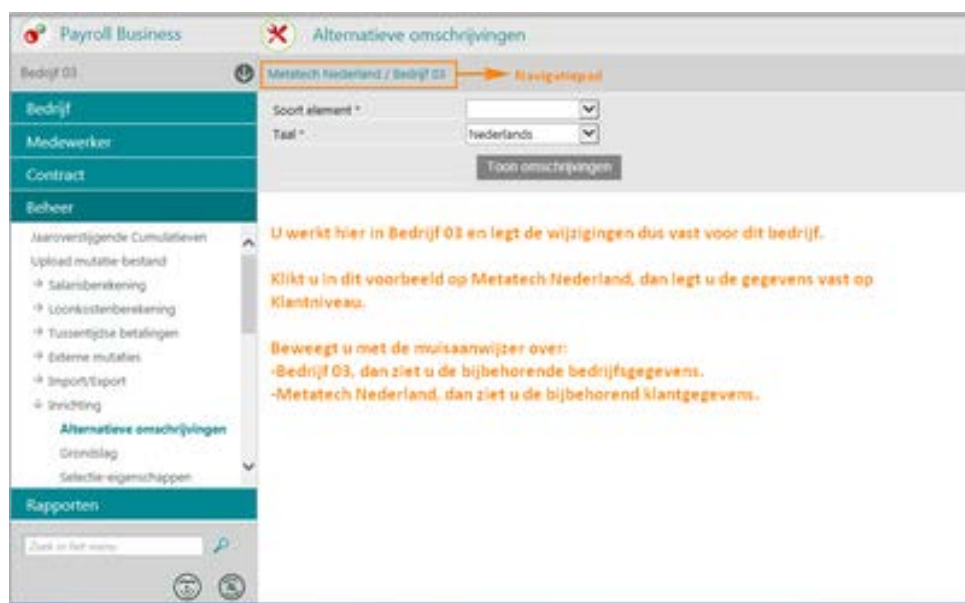 Payroll Business
Alternatieve omschrijvingen
Bedrijf 03
Metatech Nederland / Bedrijf 03
Navigatiepad
Bedrijf
Medewerker
Contract
Beheer
Jaaroverstijgende Cumulatieven
Upload mutatie-bestand
Salarisberekening
Loonkostenberekening
Tussentijdse betalingen
Externe mutaties
Import/Export
Inrichting
Alternatieve omschrijvingen
Grondslag
Selectie-eigenschappen
Rapporten
Zoek in het menu
Soort element *
Taal *
Nederlands
Toon omschrijvingen
U werkt hier in Bedrijf 03 en legt de wijzigingen dus vast voor dit bedrijf.
Klikt u in dit voorbeeld op Metatech Nederland, dan legt u de gegevens vast op
Klantniveau.
Beweegt u met de muisaanwijzer over:
-Bedrijf 03, dan ziet u de bijbehorende bedrijfsgegevens.
-Metatech Nederland, dan ziet u de bijbehorend klantgegevens.